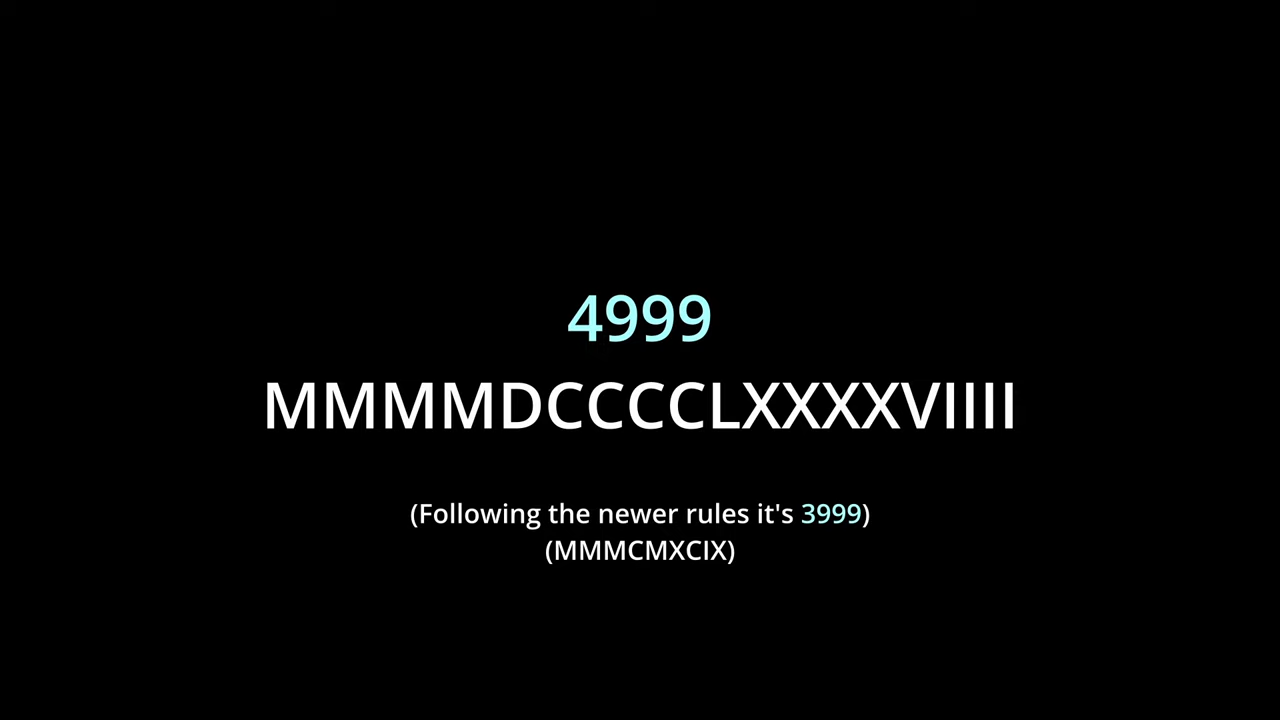 4999
MMMMDCCCCLXXXXVIIII
(Following the newer rules it's 3999)
(MMMCMXCIX)